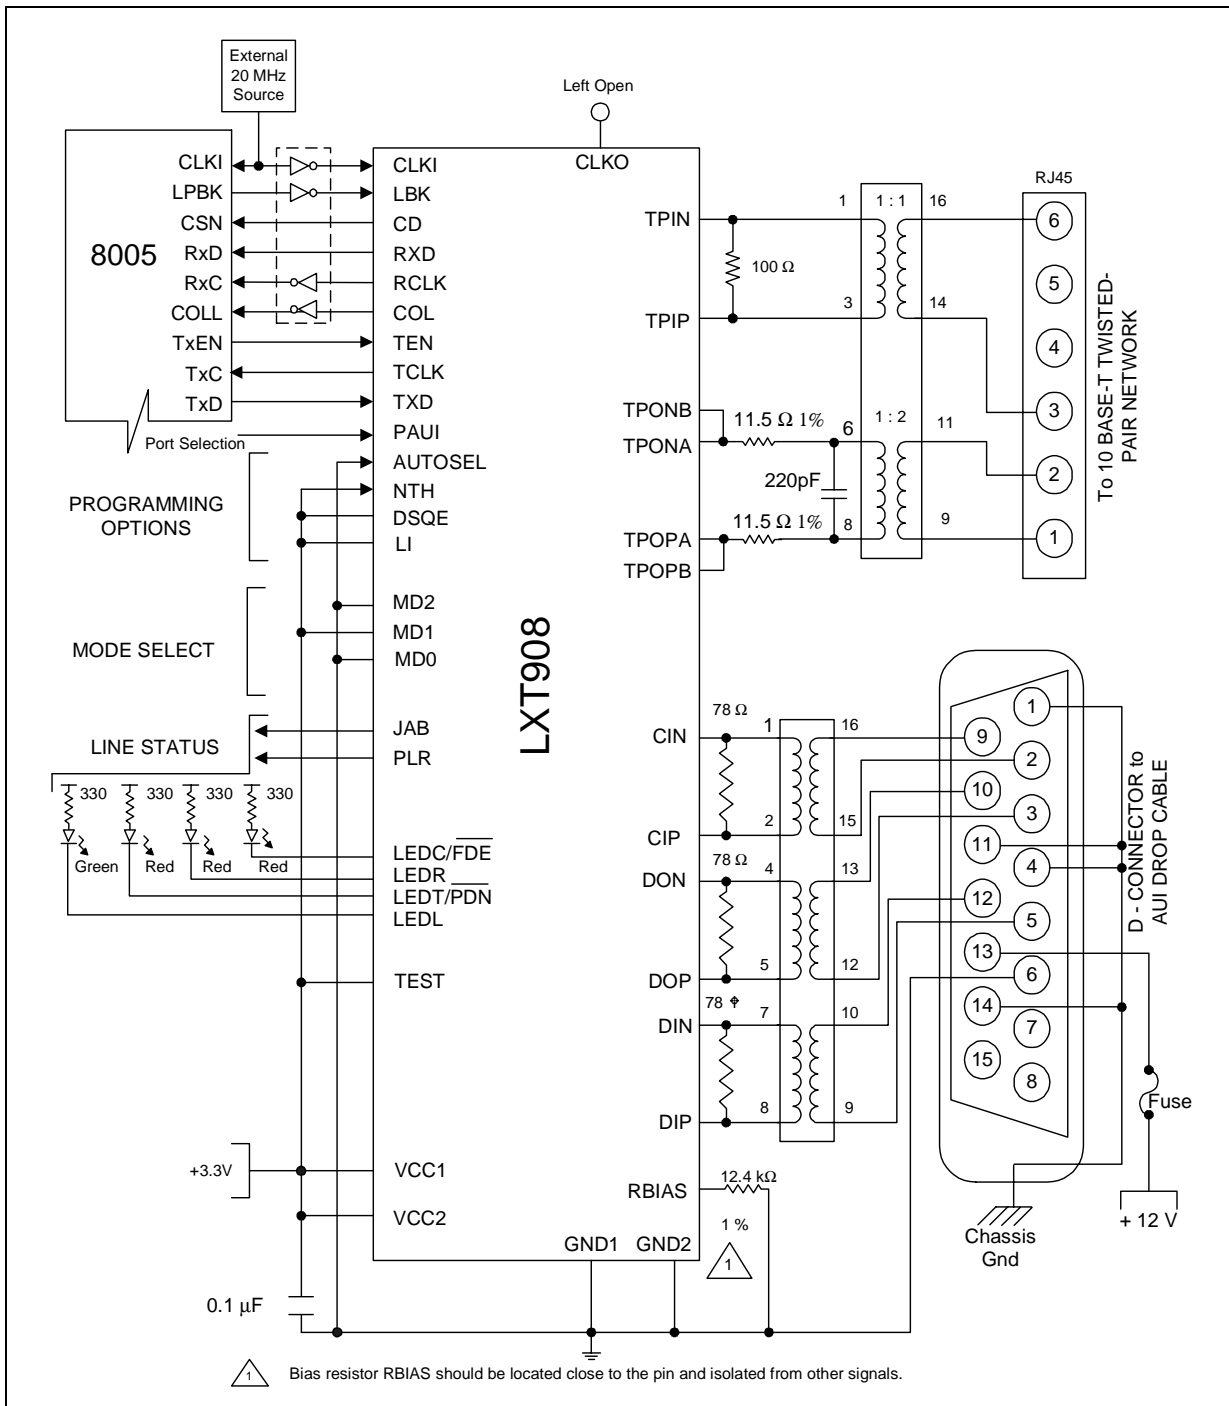 External
20 MHz
Source
Left Open
8005
CLKI
LPBK
CSN
RxD
RxC
COLL
TxEN
TxC
TxD
Port Selection
PROGRAMMING
OPTIONS
MODE SELECT
LINE STATUS
330
330
330
330
Green
Red
Red
Red
+3.3V
0.1 µF
CLKI
LBK
CD
RXD
RCLK
COL
TEN
TCLK
TXD
PAUI
AUTOSEL
NTH
DSQE
LI
MD2
MD1
MD0
JAB
PLR
LEDC/FDE
LEDR
LEDT/PDN
LEDL
TEST
VCC1
VCC2
LXT908
CLKO
TPIN
TPIP
TPONB
TPONA
TPOPA
TPOPB
CIN
CIP
DON
DOP
DIN
DIP
RBIAS
GND1
GND2
100 Ω
1
1 : 1
16
3
14
11.5 Ω 1%
6
1 : 2
11
220pF
11.5 Ω 1%
8
9
RJ45
6
5
4
3
2
1
To 10 BASE-T TWISTED-
PAIR NETWORK
78 Ω
1
16
2
15
78 Ω
4
13
5
12
78 ⌖
7
10
8
9
12.4 kΩ
1 %
1
1
9
2
10
3
11
4
12
5
13
6
14
7
15
8
D - CONNECTOR to
AUI DROP CABLE
Fuse
+ 12 V
Chassis
Gnd
1
Bias resistor RBIAS should be located close to the pin and isolated from other signals.